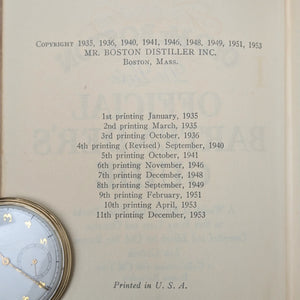 Copyright 1935, 1936, 1940, 1941, 1946, 1948, 1949, 1951, 1953
MR. BOSTON DISTILLER INC.
Boston, Mass.
1st printing January, 1935
2nd printing March, 1935
3rd printing October, 1936
4th printing (Revised) September, 1940
5th printing October, 1941
6th printing November, 1946
7th printing December, 1948
8th printing September, 1949
9th printing February, 1951
10th printing April, 1953
11th printing December, 1953
Printed in U. S. A.